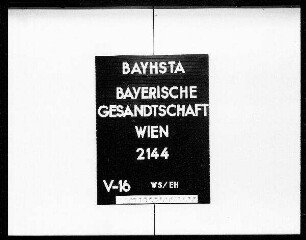 BAYHSTA
BAYERISCHE
GESANDTSCHAFT
WIEN
2144
V-16 WS/EH